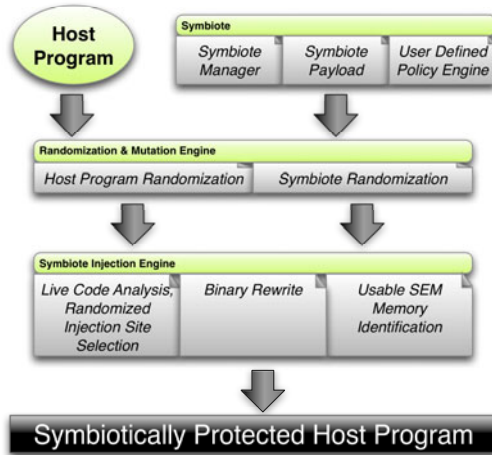 Host
Program
Symbiote
Symbiote
Manager
Symbiote
Payload
User Defined
Policy Engine
Randomization & Mutation Engine
Host Program Randomization
Symbiote Randomization
Symbiote Injection Engine
Live Code Analysis,
Randomized
Injection Site
Selection
Binary Rewrite
Usable SEM
Memory
Identification
Symbiotically Protected Host Program